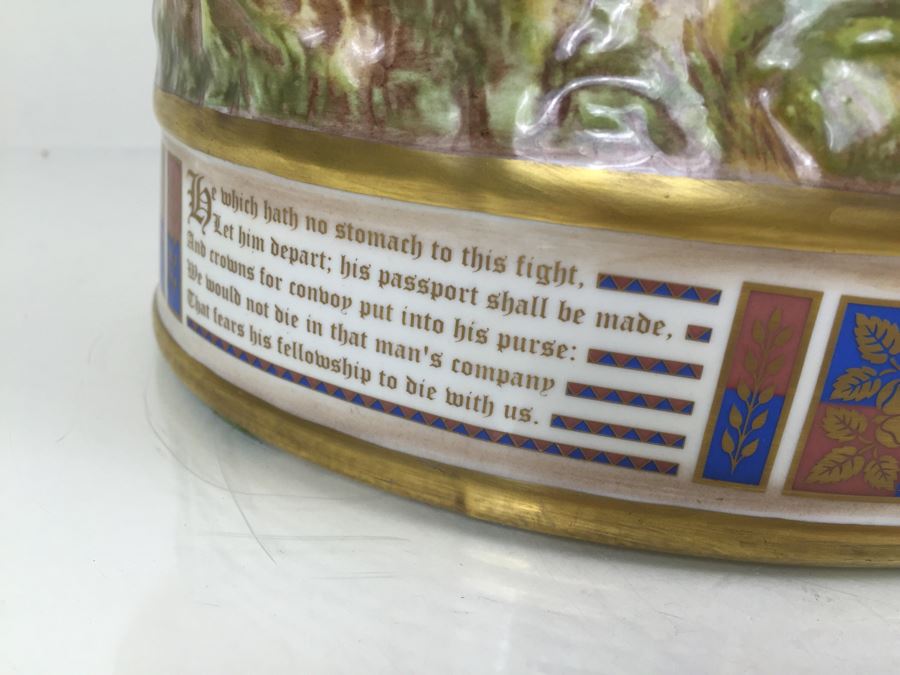 He which hath no stomach to this fight,
Let him depart; his passport shall be made,
And crowns for convoy put into his purse:
We would not die in that man's company
That fears his fellowship to die with us.